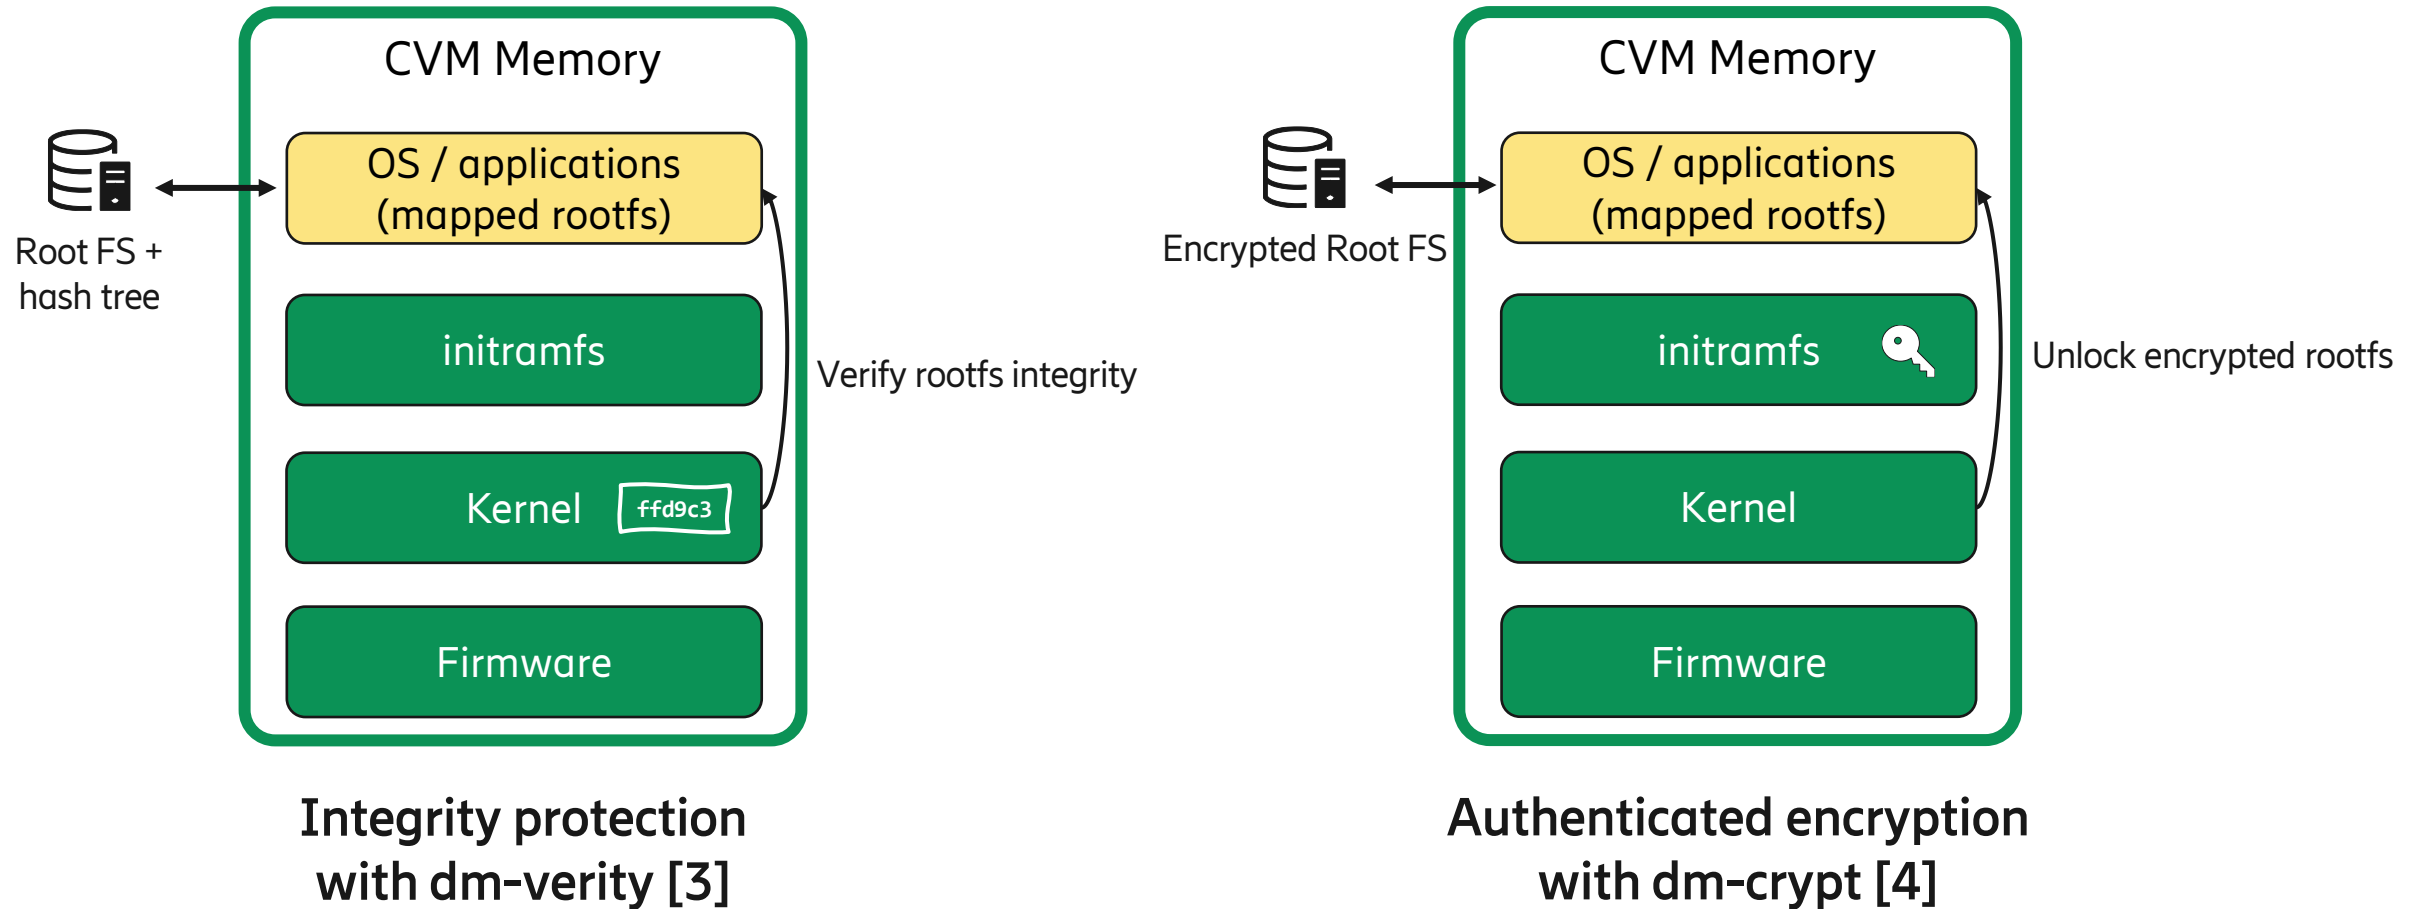 CVM Memory
OS / applications
(mapped rootfs)
Root FS +
hash tree
initramfs
Verify rootfs integrity
Kernel
ffd9c3
Firmware
Integrity protection
with dm-verity [3]
CVM Memory
OS / applications
(mapped rootfs)
Encrypted Root FS
initramfs
Unlock encrypted rootfs
Kernel
Firmware
Authenticated encryption
with dm-crypt [4]